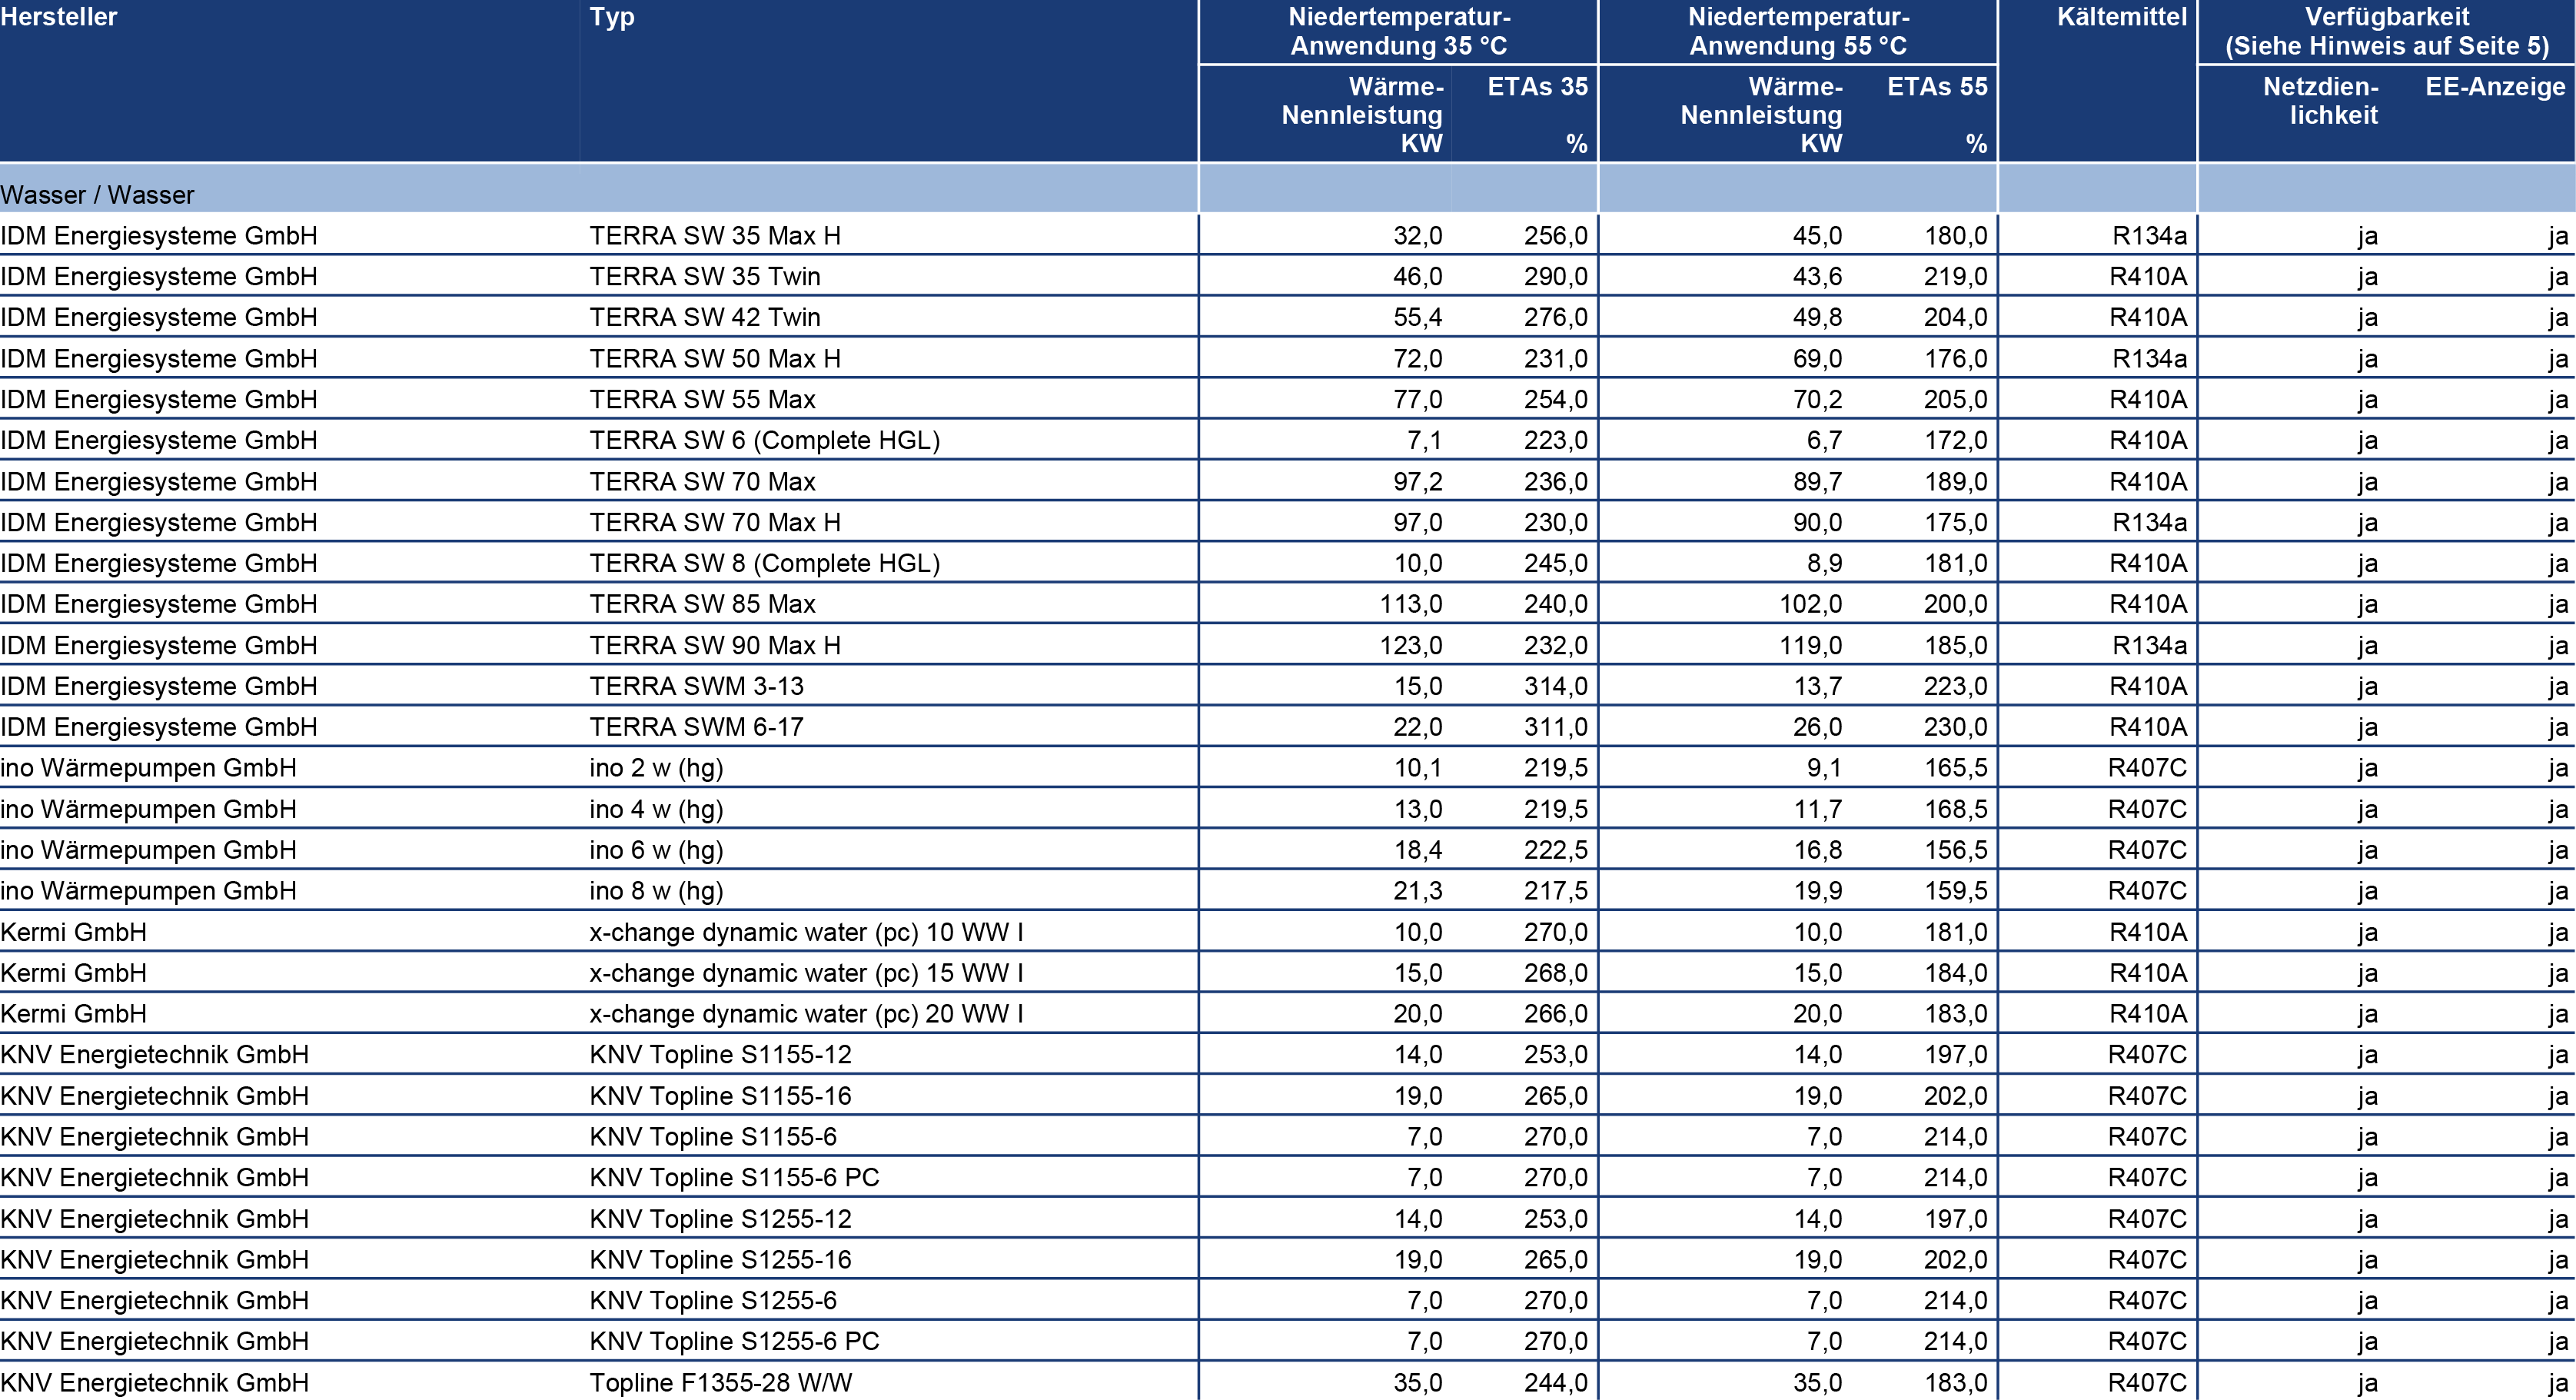 Hersteller Typ Niedertemperatur- Niedertemperatur- Kältemittel Verfügbarkeit
Anwendung 35 °C Anwendung 55 °C (Siehe Hinweis auf Seite 5)
Wärme- ETAs 35 Wärme- ETAs 55 Netzdien- EE-Anzeige
Nennleistung Nennleistung lichkeit
KW % KW %
Wasser / Wasser
IDM Energiesysteme GmbH TERRA SW 35 Max H 32,0 256,0 45,0 180,0 R134a ja ja
IDM Energiesysteme GmbH TERRA SW 35 Twin 46,0 290,0 43,6 219,0 R410A ja ja
IDM Energiesysteme GmbH TERRA SW 42 Twin 55,4 276,0 49,8 204,0 R410A ja ja
IDM Energiesysteme GmbH TERRA SW 50 Max H 72,0 231,0 69,0 176,0 R134a ja ja
IDM Energiesysteme GmbH TERRA SW 55 Max 77,0 254,0 70,2 205,0 R410A ja ja
IDM Energiesysteme GmbH TERRA SW 6 (Complete HGL) 7,1 223,0 6,7 172,0 R410A ja ja
IDM Energiesysteme GmbH TERRA SW 70 Max 97,2 236,0 89,7 189,0 R410A ja ja
IDM Energiesysteme GmbH TERRA SW 70 Max H 97,0 230,0 90,0 175,0 R134a ja ja
IDM Energiesysteme GmbH TERRA SW 8 (Complete HGL) 10,0 245,0 8,9 181,0 R410A ja ja
IDM Energiesysteme GmbH TERRA SW 85 Max 113,0 240,0 102,0 200,0 R410A ja ja
IDM Energiesysteme GmbH TERRA SW 90 Max H 123,0 232,0 119,0 185,0 R134a ja ja
IDM Energiesysteme GmbH TERRA SWM 3-13 15,0 314,0 13,7 223,0 R410A ja ja
IDM Energiesysteme GmbH TERRA SWM 6-17 22,0 311,0 26,0 230,0 R410A ja ja
ino Wärmepumpen GmbH ino 2 w (hg) 10,1 219,5 9,1 165,5 R407C ja ja
ino Wärmepumpen GmbH ino 4 w (hg) 13,0 219,5 11,7 168,5 R407C ja ja
ino Wärmepumpen GmbH ino 6 w (hg) 18,4 222,5 16,8 156,5 R407C ja ja
ino Wärmepumpen GmbH ino 8 w (hg) 21,3 217,5 19,9 159,5 R407C ja ja
Kermi GmbH x-change dynamic water (pc) 10 WW I 10,0 270,0 10,0 181,0 R410A ja ja
Kermi GmbH x-change dynamic water (pc) 15 WW I 15,0 268,0 15,0 184,0 R410A ja ja
Kermi GmbH x-change dynamic water (pc) 20 WW I 20,0 266,0 20,0 183,0 R410A ja ja
KNV Energietechnik GmbH KNV Topline S1155-12 14,0 253,0 14,0 197,0 R407C ja ja
KNV Energietechnik GmbH KNV Topline S1155-16 19,0 265,0 19,0 202,0 R407C ja ja
KNV Energietechnik GmbH KNV Topline S1155-6 7,0 270,0 7,0 214,0 R407C ja ja
KNV Energietechnik GmbH KNV Topline S1155-6 PC 7,0 270,0 7,0 214,0 R407C ja ja
KNV Energietechnik GmbH KNV Topline S1255-12 14,0 253,0 14,0 197,0 R407C ja ja
KNV Energietechnik GmbH KNV Topline S1255-16 19,0 265,0 19,0 202,0 R407C ja ja
KNV Energietechnik GmbH KNV Topline S1255-6 7,0 270,0 7,0 214,0 R407C ja ja
KNV Energietechnik GmbH KNV Topline S1255-6 PC 7,0 270,0 7,0 214,0 R407C ja ja
KNV Energietechnik GmbH Topline F1355-28 W/W 35,0 244,0 35,0 183,0 R407C ja ja